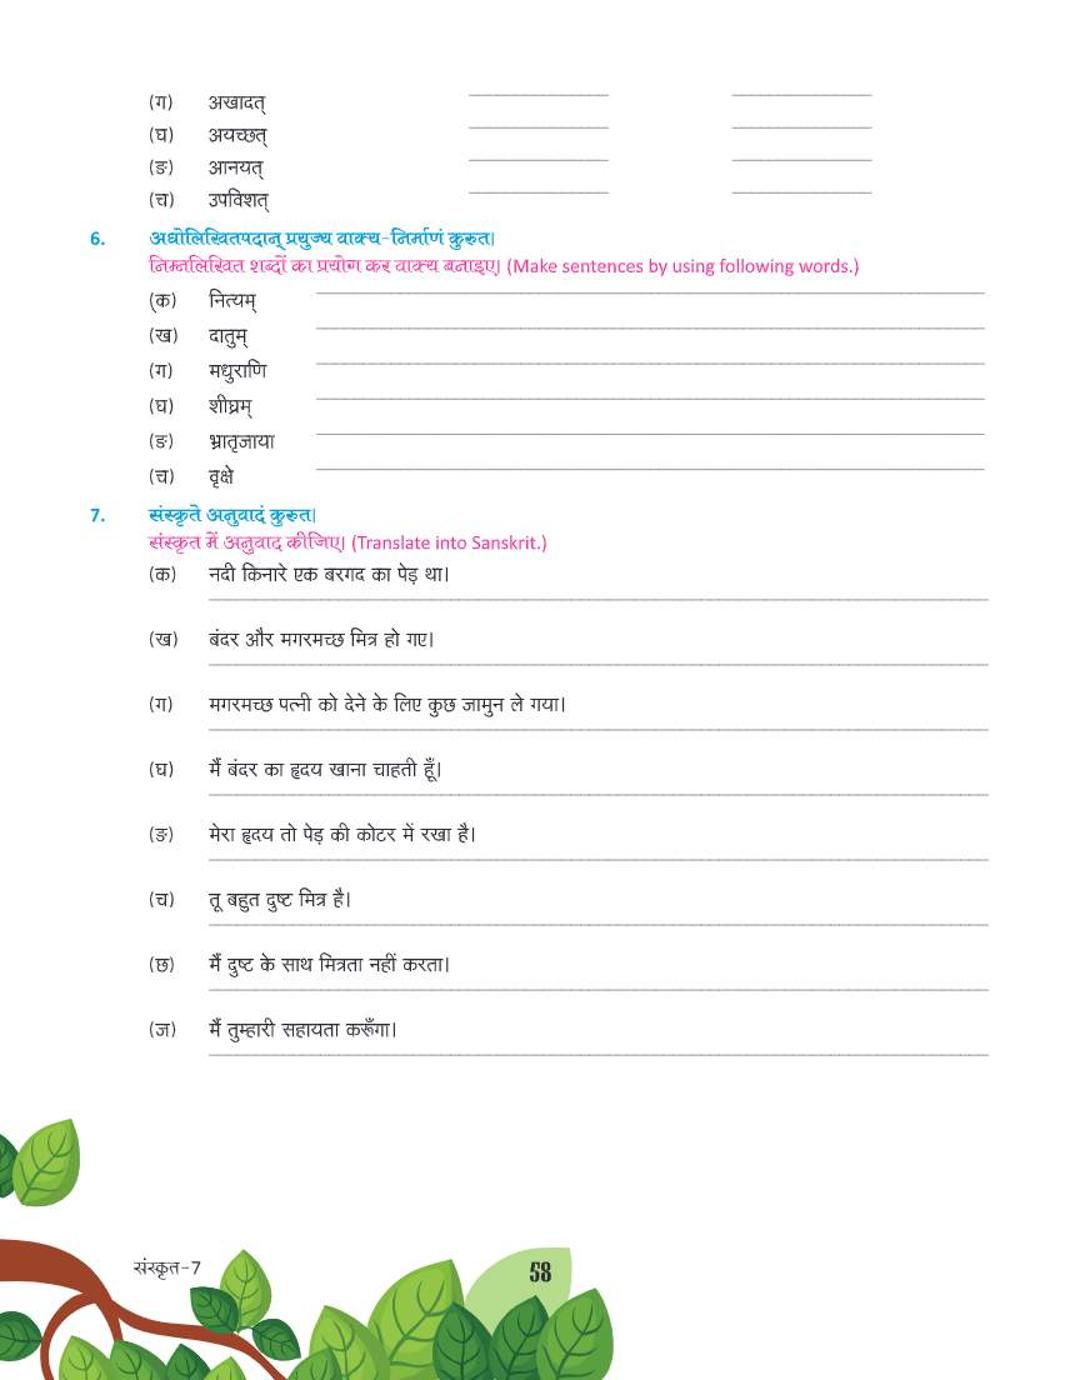 (ग) अखादत्
(घ) अयच्छत्
(ङ) आनयत्
(च) उपविशत्
6. अधोलिखितपदान् प्रयुज्य वाक्य-निर्माणं कुरुत।
निम्नलिखित शब्दों का प्रयोग कर वाक्य बनाइए। (Make sentences by using following words.)
(क) नित्यम्
(ख) दातुम्
(ग) मधुराणि
(घ) शीघ्रम्
(ङ) भ्रातृजाया
(च) वृक्षे
7. संस्कृते अनुवादं कुरुत।
संस्कृत में अनुवाद कीजिए। (Translate into Sanskrit.)
(क) नदी किनारे एक बरगद का पेड़ था।
(ख) बंदर और मगरमच्छ मित्र हो गए।
(ग) मगरमच्छ पत्नी को देने के लिए कुछ जामुन ले गया।
(घ) मैं बंदर का हृदय खाना चाहती हूँ।
(ङ) मेरा हृदय तो पेड़ की कोटर में रखा है।
(च) तू बहुत दुष्ट मित्र है।
(छ) मैं दुष्ट के साथ मित्रता नहीं करता।
(ज) मैं तुम्हारी सहायता करूँगा।
संस्कृत-7
58